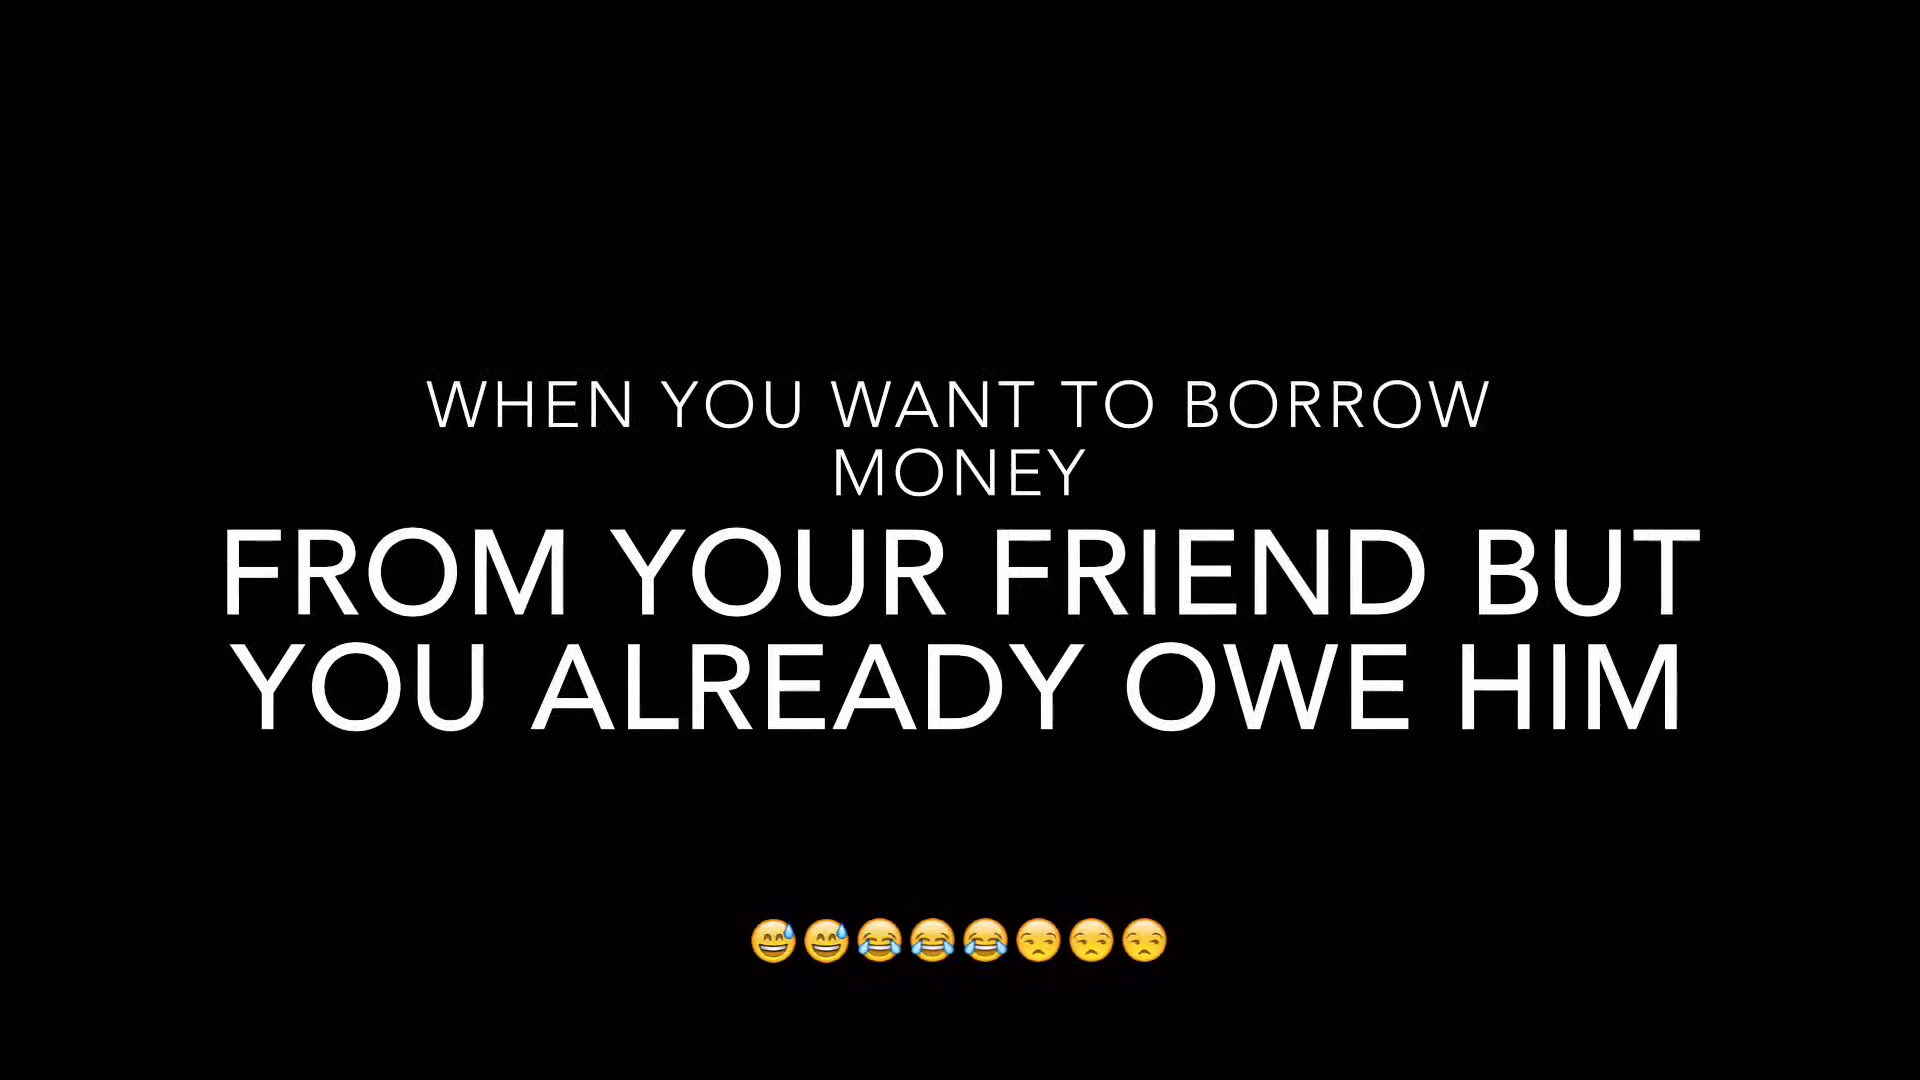 WHEN YOU WANT TO BORROW
MONEY
FROM YOUR FRIEND BUT
YOU ALREADY OWE HIM
😅😅😂😂😂😒😒😒